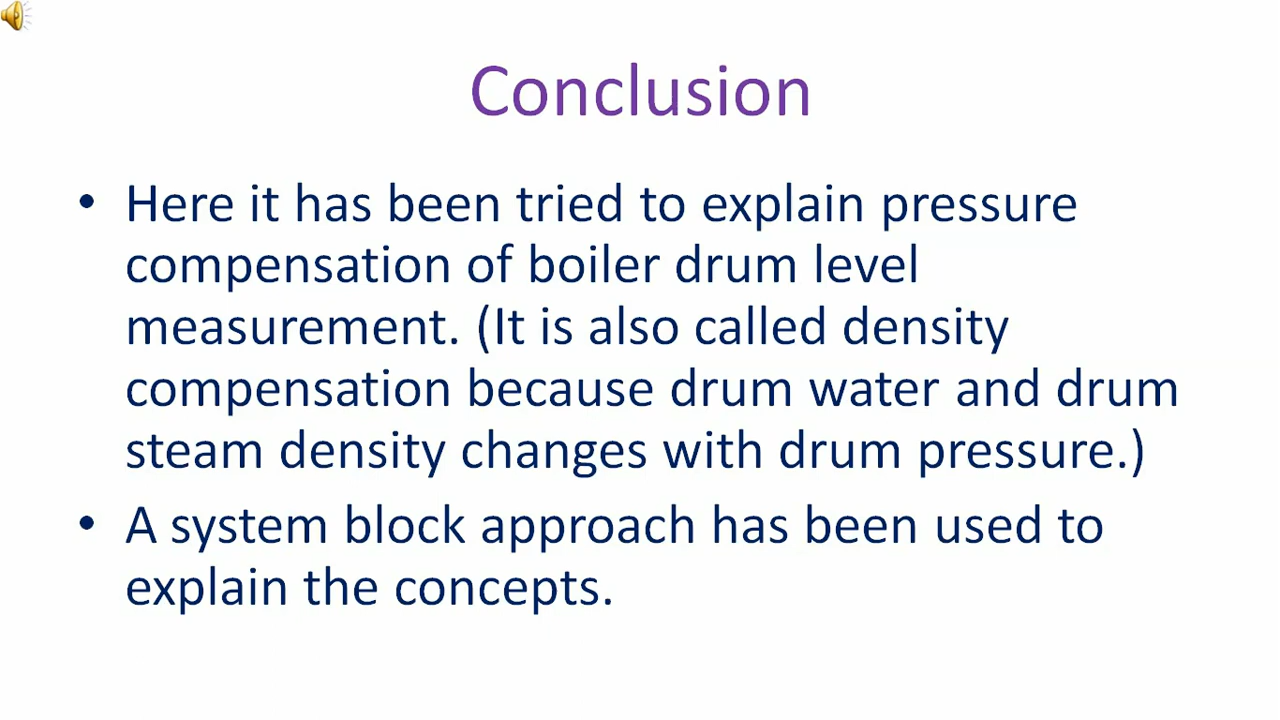 Conclusion
• Here it has been tried to explain pressure
compensation of boiler drum level
measurement. (It is also called density
compensation because drum water and drum
steam density changes with drum pressure.)
• A system block approach has been used to
explain the concepts.